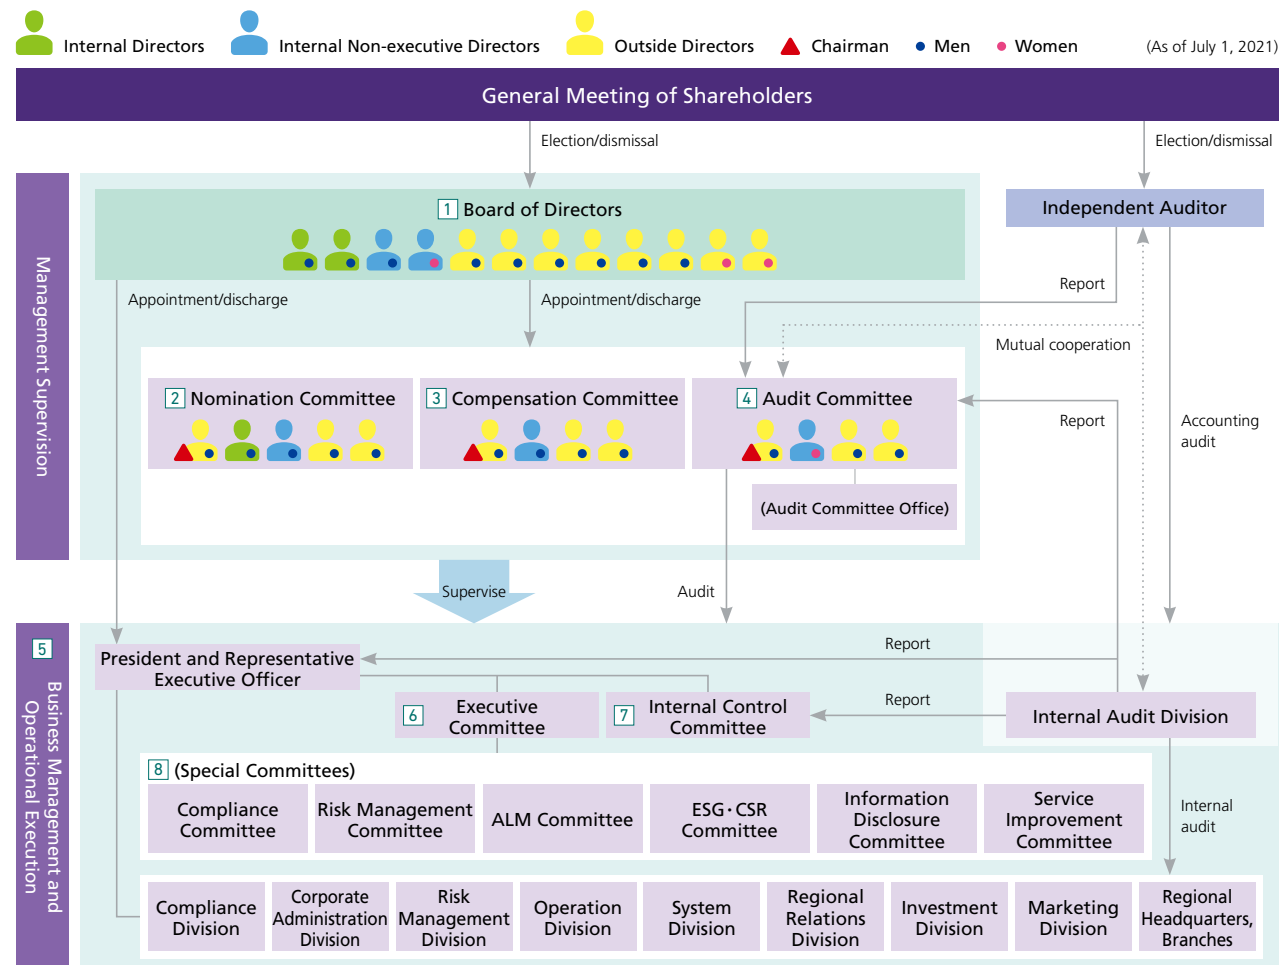 Internal Directors
Internal Non-executive Directors
Outside Directors
Chairman
Men
Women
(As of July 1, 2021)
General Meeting of Shareholders
Election/dismissal
Election/dismissal
Management Supervision
1 Board of Directors
Independent Auditor
Appointment/discharge
Appointment/discharge
Report
Mutual cooperation
2 Nomination Committee
3 Compensation Committee
4 Audit Committee
Report
Accounting
audit
(Audit Committee Office)
Supervise
Audit
5
Business Management and
Operational Execution
President and Representative
Executive Officer
Report
6
Executive
Committee
7
Internal Control
Committee
Report
Internal Audit Division
8 (Special Committees)
Compliance
Committee
Risk Management
Committee
ALM Committee
ESG・CSR
Committee
Information
Disclosure
Committee
Service
Improvement
Committee
Internal
audit
Compliance
Division
Corporate
Administration
Division
Risk
Management
Division
Operation
Division
System
Division
Regional
Relations
Division
Investment
Division
Marketing
Division
Regional
Headquarters,
Branches